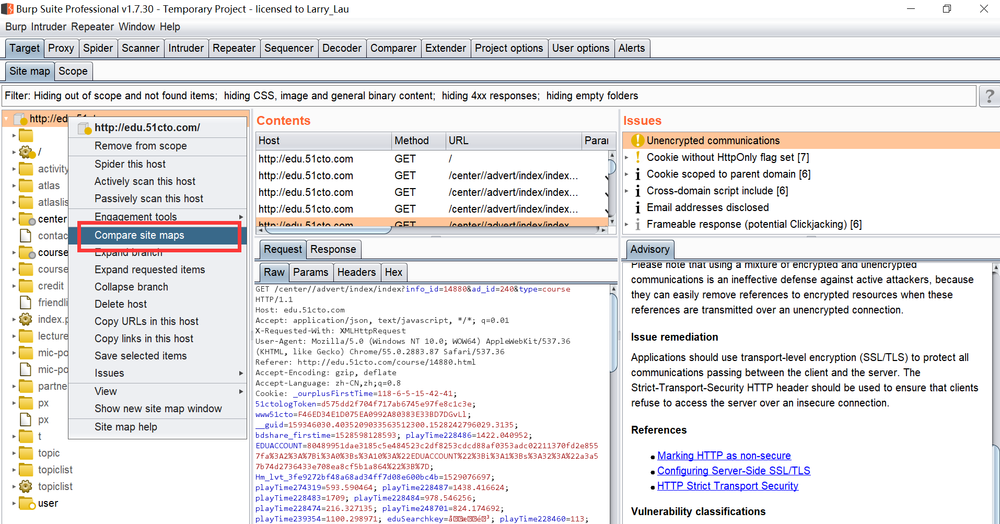 Burp Suite Professional v1.7.30 - Temporary Project - licensed to Larry_Lau
Burp Intruder Repeater Window Help
Target Proxy Spider Scanner Intruder Repeater Sequencer Decoder Comparer Extender Project options User options Alerts
Site map Scope
Filter: Hiding out of scope and not found items; hiding CSS, image and general binary content; hiding 4xx responses; hiding empty folders
?
http://edu.51cto
/
activity
atlas
atlaslis
center
contac
course
course
credit
friendli
index.p
lecture
mic-po
mic-po
partne
px
px
t
topic
topiclist
topiclist
user
http://edu.51cto.com/
Remove from scope
Spider this host
Actively scan this host
Passively scan this host
Engagement tools
Compare site maps
Expand branch
Expand requested items
Collapse branch
Delete host
Copy URLs in this host
Copy links in this host
Save selected items
Issues
View
Show new site map window
Site map help
Contents
Host Method URL Parar
http://edu.51cto.com GET /
http://edu.51cto.com GET /center//advert/index/index...
http://edu.51cto.com GET /center//advert/index/index...
http://edu.51cto.com GET /center//advert/index/index...
http://edu.51cto.com GET /center//advert/index/index
Request Response
Raw Params Headers Hex
GET /center//advert/index/index?info_id=14880&ad_id=240&type=course
HTTP/1.1
Host: edu.51cto.com
Accept: application/json, text/javascript, */*; q=0.01
X-Requested-With: XMLHttpRequest
User-Agent: Mozilla/5.0 (Windows NT 10.0; WOW64) AppleWebKit/537.36
(KHTML, like Gecko) Chrome/55.0.2883.87 Safari/537.36
Referer: http://edu.51cto.com/course/14880.html
Accept-Encoding: gzip, deflate
Accept-Language: zh-CN,zh;q=0.8
Cookie: _ourplusFirstTime=118-6-5-15-42-41;
51ctologToken=d575dd2f704f717ab6745e97fe8c1c3e;
www51cto=F46ED34E1D075EA0992A80383E33BD7DGvLl;
__guid=159346030.4035209033563512300.1528242796029.3135;
bdshare_firstime=1528598128593; playTime228486=1422.040952;
EDUACCOUNT=80489951dae3185c5e484523c2df8253cdcd88af0353adc02211370fd2e855
7fa%3A2%3A%7Bi%3A0%3Bs%3A10%3A%22EDUACCOUNT%22%3Bi%3A1%3Bs%3A32%3A%22a3a5
7b74d2736433e708ea8cf5b1a864%22%3B%7D;
Hm_lvt_3fe9272bf48a68ad34ff7d08e600bc4b=1529076697;
playTime274319=593.590464; playTime228487=1438.416624;
playTime228483=1709; playTime228484=978.546256;
playTime228474=216.327135; playTime248701=824.174692;
playTime239354=1100.298971; eduSearchkey= playTime228460=113;
Issues
Unencrypted communications
Cookie without HttpOnly flag set [7]
Cookie scoped to parent domain [6]
Cross-domain script include [6]
Email addresses disclosed
Frameable response (potential Clickjacking) [6]
Advisory
Please note that using a mixture of encrypted and unencrypted
communications is an ineffective defense against active attackers, because
they can easily remove references to encrypted resources when these
references are transmitted over an unencrypted connection.
Issue remediation
Applications should use transport-level encryption (SSL/TLS) to protect all
communications passing between the client and the server. The
Strict-Transport-Security HTTP header should be used to ensure that clients
refuse to access the server over an insecure connection.
References
Marking HTTP as non-secure
Configuring Server-Side SSL/TLS
HTTP Strict Transport Security
Vulnerability classifications